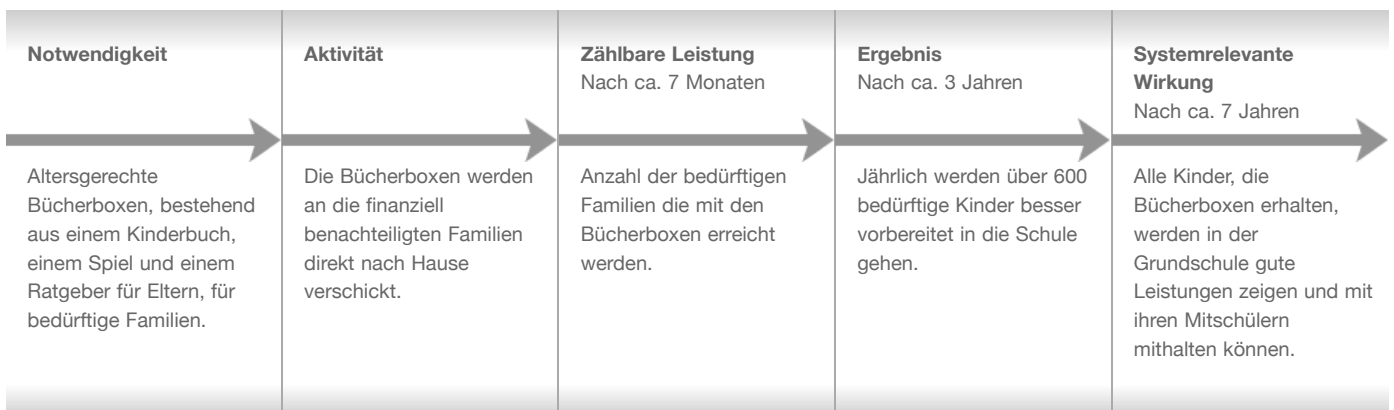 Notwendigkeit
Altersgerechte
Bücherboxen, bestehend
aus einem Kinderbuch,
einem Spiel und einem
Ratgeber für Eltern, für
bedürftige Familien.
Aktivität
Die Bücherboxen werden
an die finanziell
benachteiligten Familien
direkt nach Hause
verschickt.
Zählbare Leistung
Nach ca. 7 Monaten
Anzahl der bedürftigen
Familien die mit den
Bücherboxen erreicht
werden.
Ergebnis
Nach ca. 3 Jahren
Jährlich werden über 600
bedürftige Kinder besser
vorbereitet in die Schule
gehen.
Systemrelevante
Wirkung
Nach ca. 7 Jahren
Alle Kinder, die
Bücherboxen erhalten,
werden in der
Grundschule gute
Leistungen zeigen und mit
ihren Mitschülern
mithalten können.